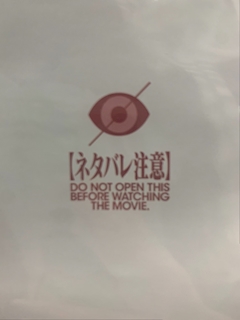 【ネタバレ注意】
DO NOT OPEN THIS
BEFORE WATCHING
THE MOVIE.